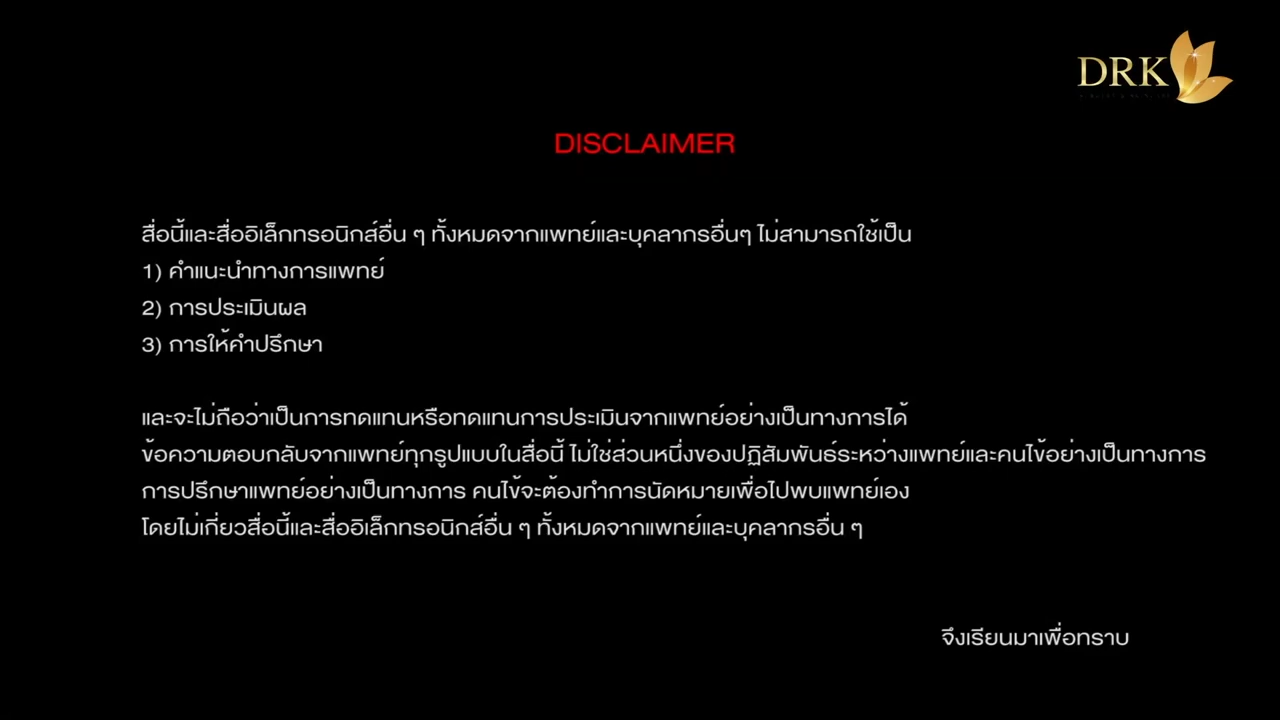 DRK
DISCLAIMER
สื่อนี้และสื่ออิเล็กทรอนิกส์อื่น ๆ ทั้งหมดจากแพทย์และบุคลากรอื่นๆ ไม่สามารถใช้เป็น
1) คำแนะนำทางการแพทย์
2) การประเมินผล
3) การให้คำปรึกษา
และจะไม่ถือว่าเป็นการทดแทนหรือทดแทนการประเมินจากแพทย์อย่างเป็นทางการได้
ข้อความตอบกลับจากแพทย์ทุกรูปแบบในสื่อนี้ ไม่ใช่ส่วนหนึ่งของปฏิสัมพันธ์ระหว่างแพทย์และคนไข้อย่างเป็นทางการ
การปรึกษาแพทย์อย่างเป็นทางการ คนไข้จะต้องทำการนัดหมายเพื่อไปพบแพทย์เอง
โดยไม่เกี่ยวสื่อนี้และสื่ออิเล็กทรอนิกส์อื่น ๆ ทั้งหมดจากแพทย์และบุคลากรอื่น ๆ
จึงเรียนมาเพื่อทราบ